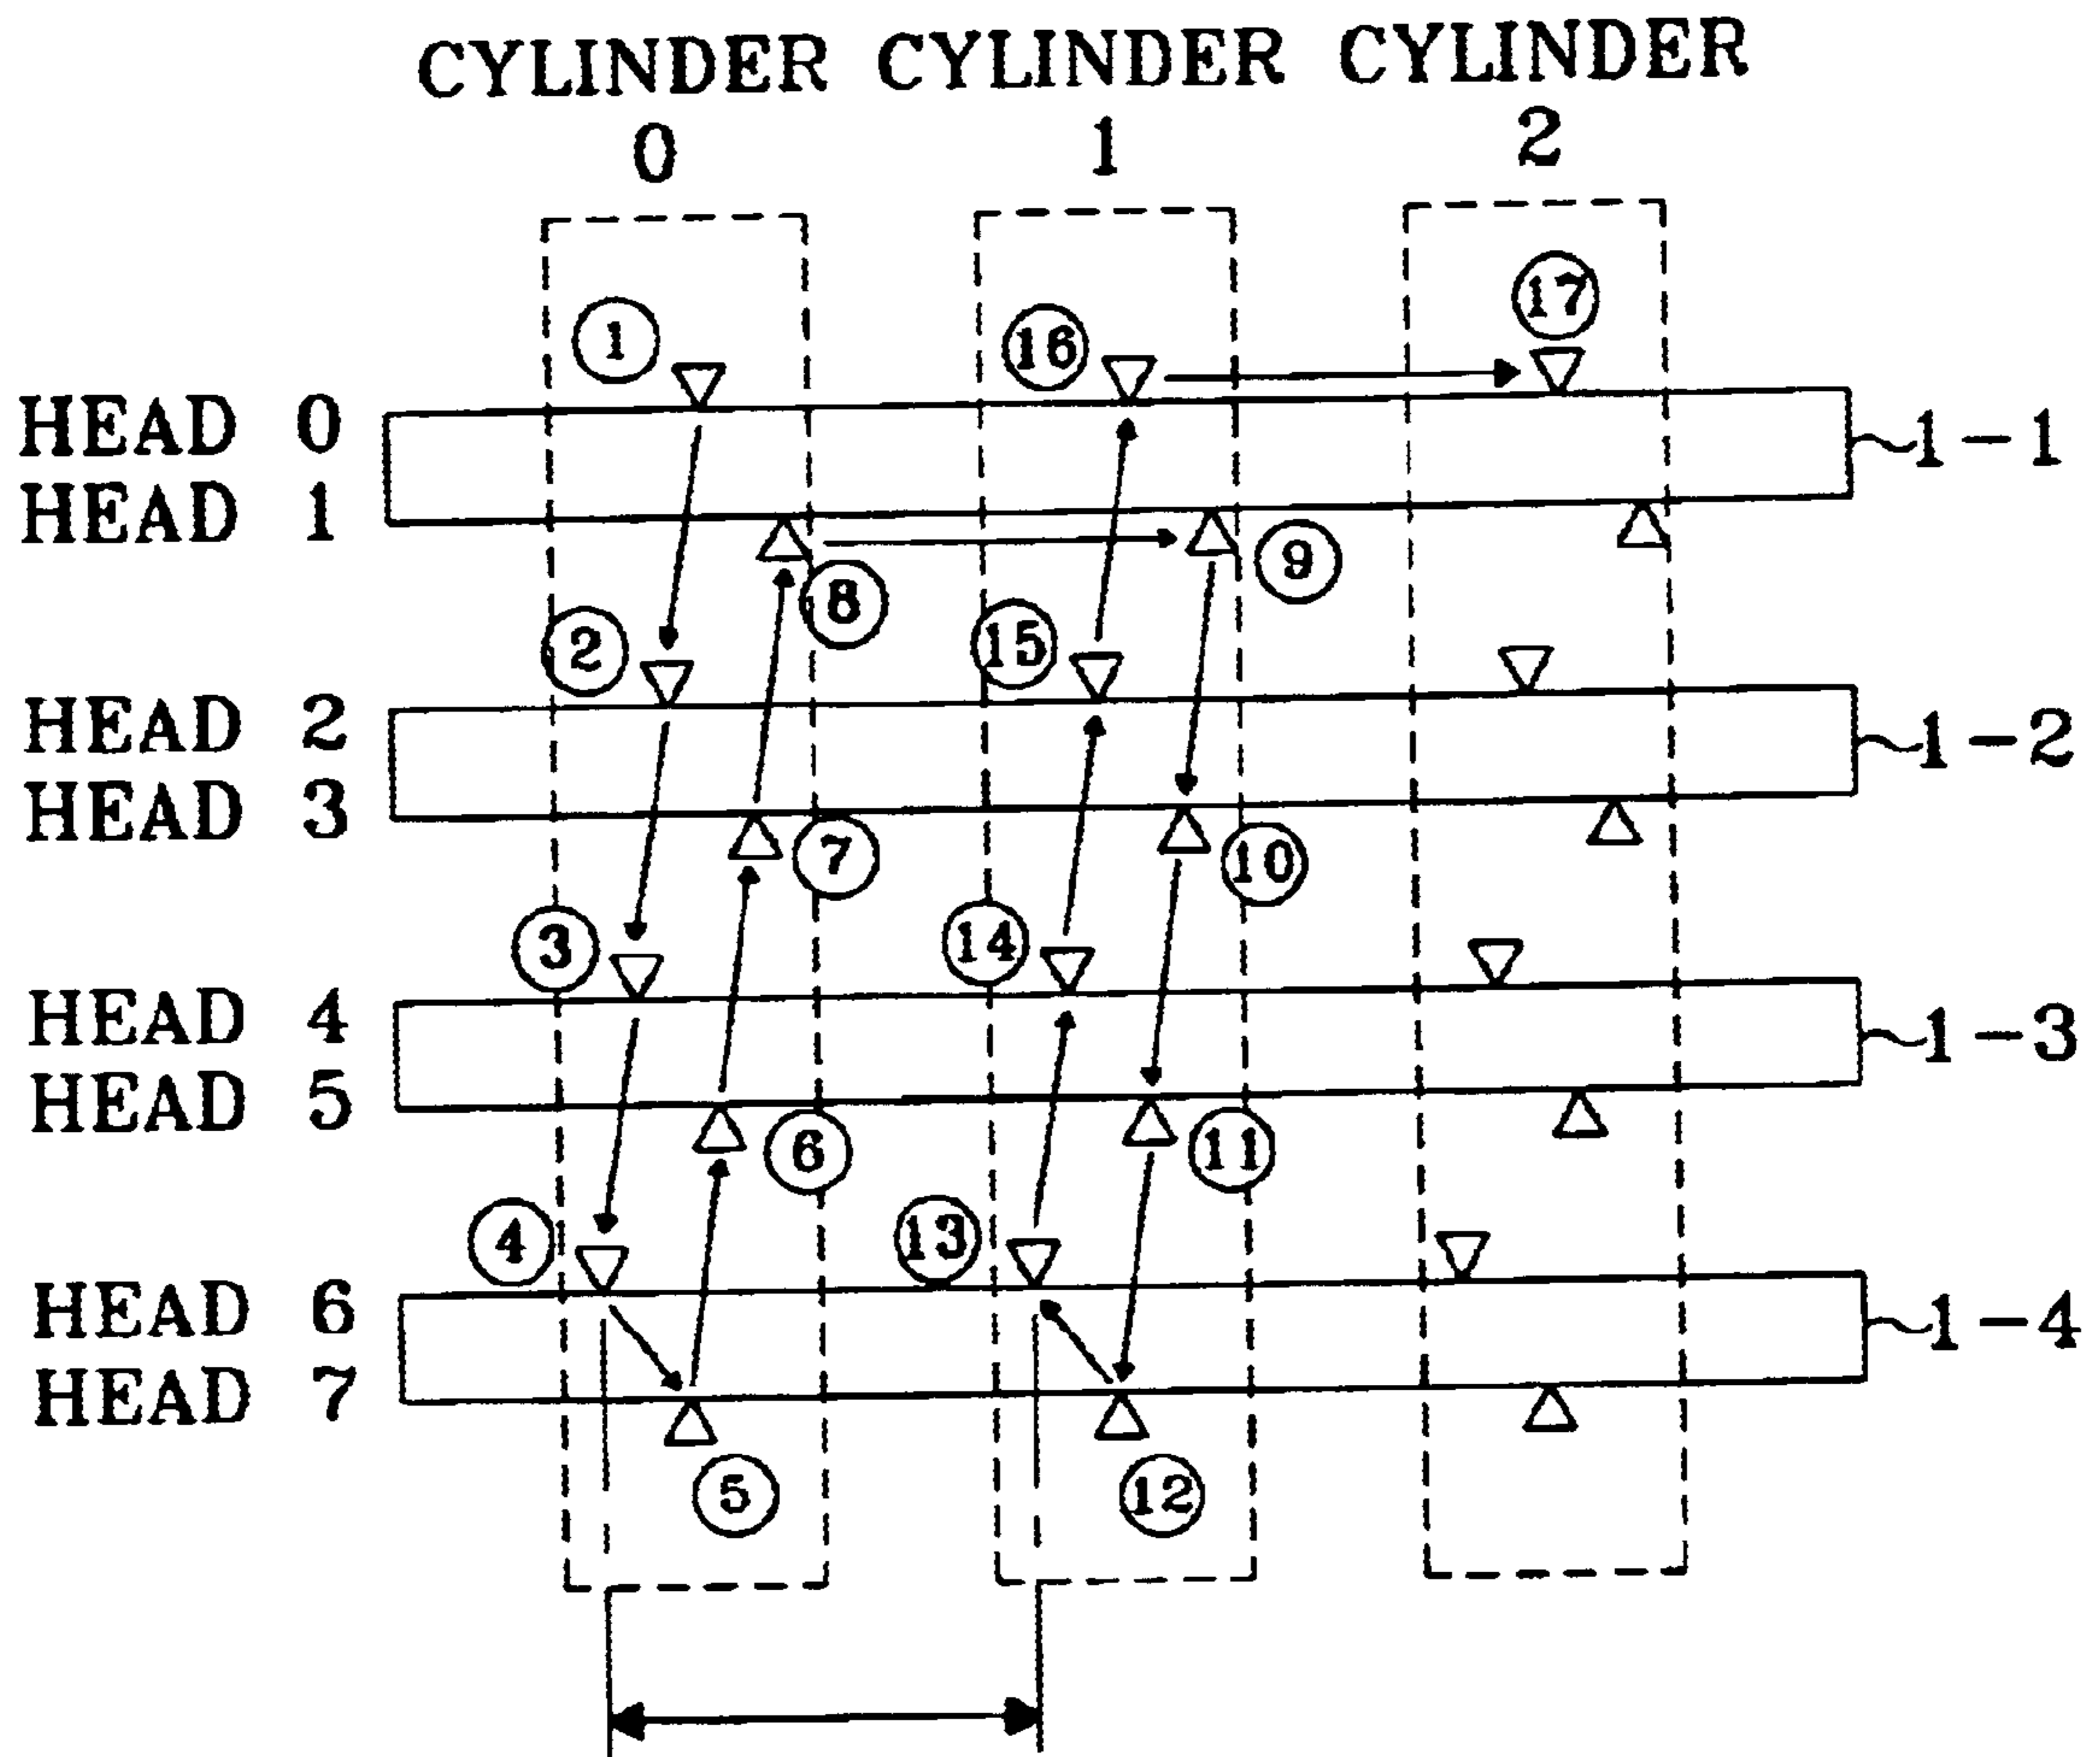 CYLINDER CYLINDER CYLINDER
0 1 2
1 16 17
HEAD 0
HEAD 1
1-1
8 9
2 15
HEAD 2
HEAD 3
1-2
7 10
3 14
HEAD 4
HEAD 5
1-3
6 11
4 13
HEAD 6
HEAD 7
1-4
5 12